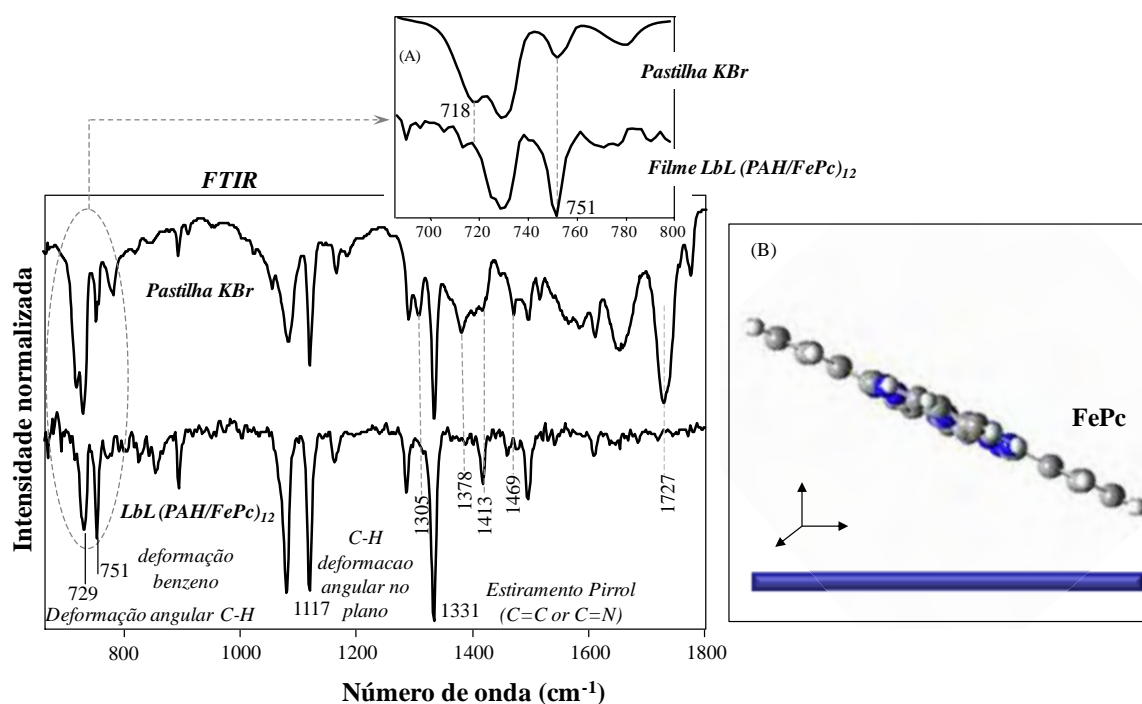 (A)
Pastilha KBr
718
Filme LbL (PAH/FePc)12
751
700 720 740 760 780 800
FTIR
Intensidade normalizada
Pastilha KBr
LbL (PAH/FePc)12
729
751
deformação
benzeno
Deformação angular C-H
1117
C-H
deformacao
angular no
plano
1331
1305
1378
1413
1469
1727
Estiramento Pirrol
(C=C or C=N)
800 1000 1200 1400 1600 1800
Número de onda (cm-1)
(B)
FePc